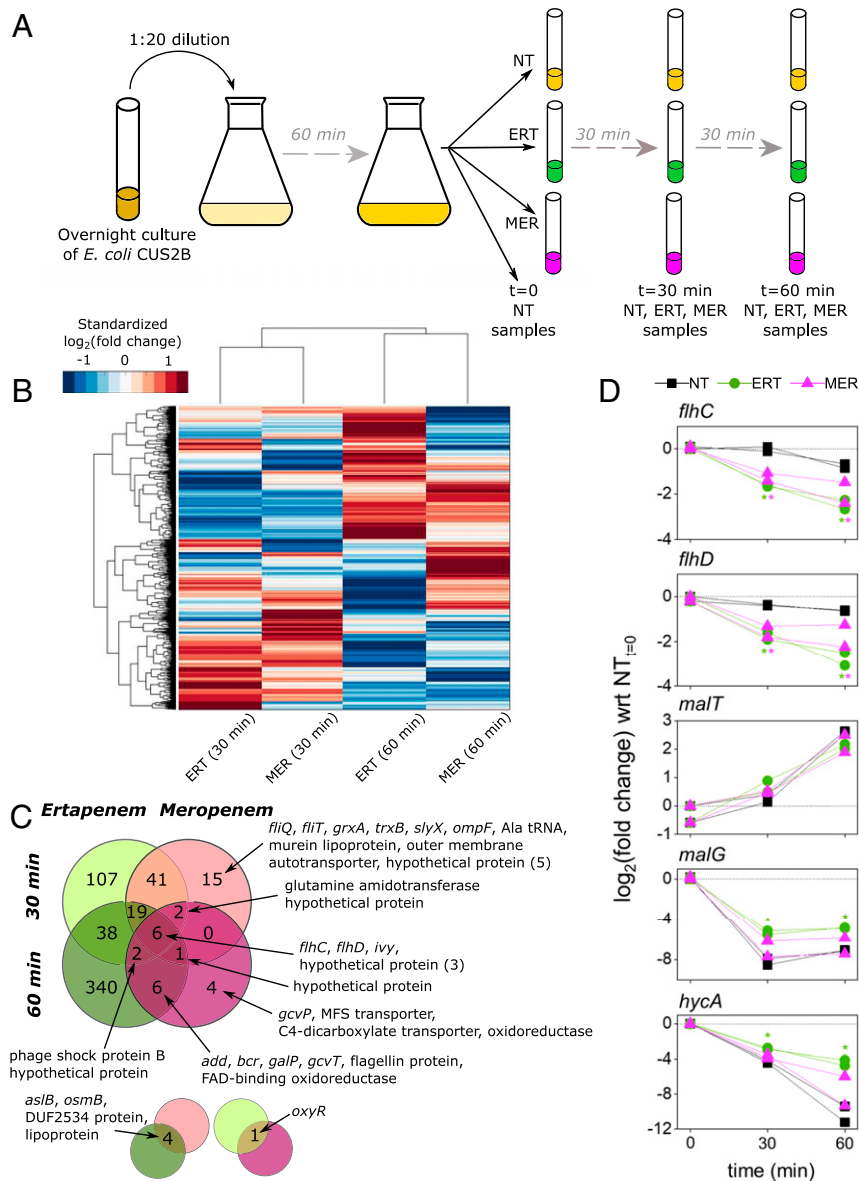 A
1:20 dilution
60 min
Overnight culture
of E. coli CUS2B
NT
ERT
MER
30 min
30 min
t=0
NT
samples
t=30 min
NT, ERT, MER
samples
t=60 min
NT, ERT, MER
samples
B
Standardized
log2(fold change)
-1 0 1
ERT (30 min)
MER (30 min)
ERT (60 min)
MER (60 min)
C
Ertapenem Meropenem
30 min
60 min
107 41 15
19 2
38 6 0
2 1
340 6 4
fliQ, fliT, grxA, trxB, slyX, ompF, Ala tRNA,
murein lipoprotein, outer membrane
autotransporter, hypothetical protein (5)
glutamine amidotransferase
hypothetical protein
flhC, flhD, ivy,
hypothetical protein (3)
hypothetical protein
gcvP, MFS transporter,
C4-dicarboxylate transporter, oxidoreductase
phage shock protein B
hypothetical protein
add, bcr, galP, gcvT, flagellin protein,
FAD-binding oxidoreductase
aslB, osmB,
DUF2534 protein,
lipoprotein
4
1
oxyR
D
NT ERT MER
log2(fold change) wrt NTt=0
flhC
0
-2
-4
flhD
0
-2
-4
malT
3
2
1
0
-1
malG
0
-4
-8
hycA
0
-4
-8
-12
0 30 60
time (min)